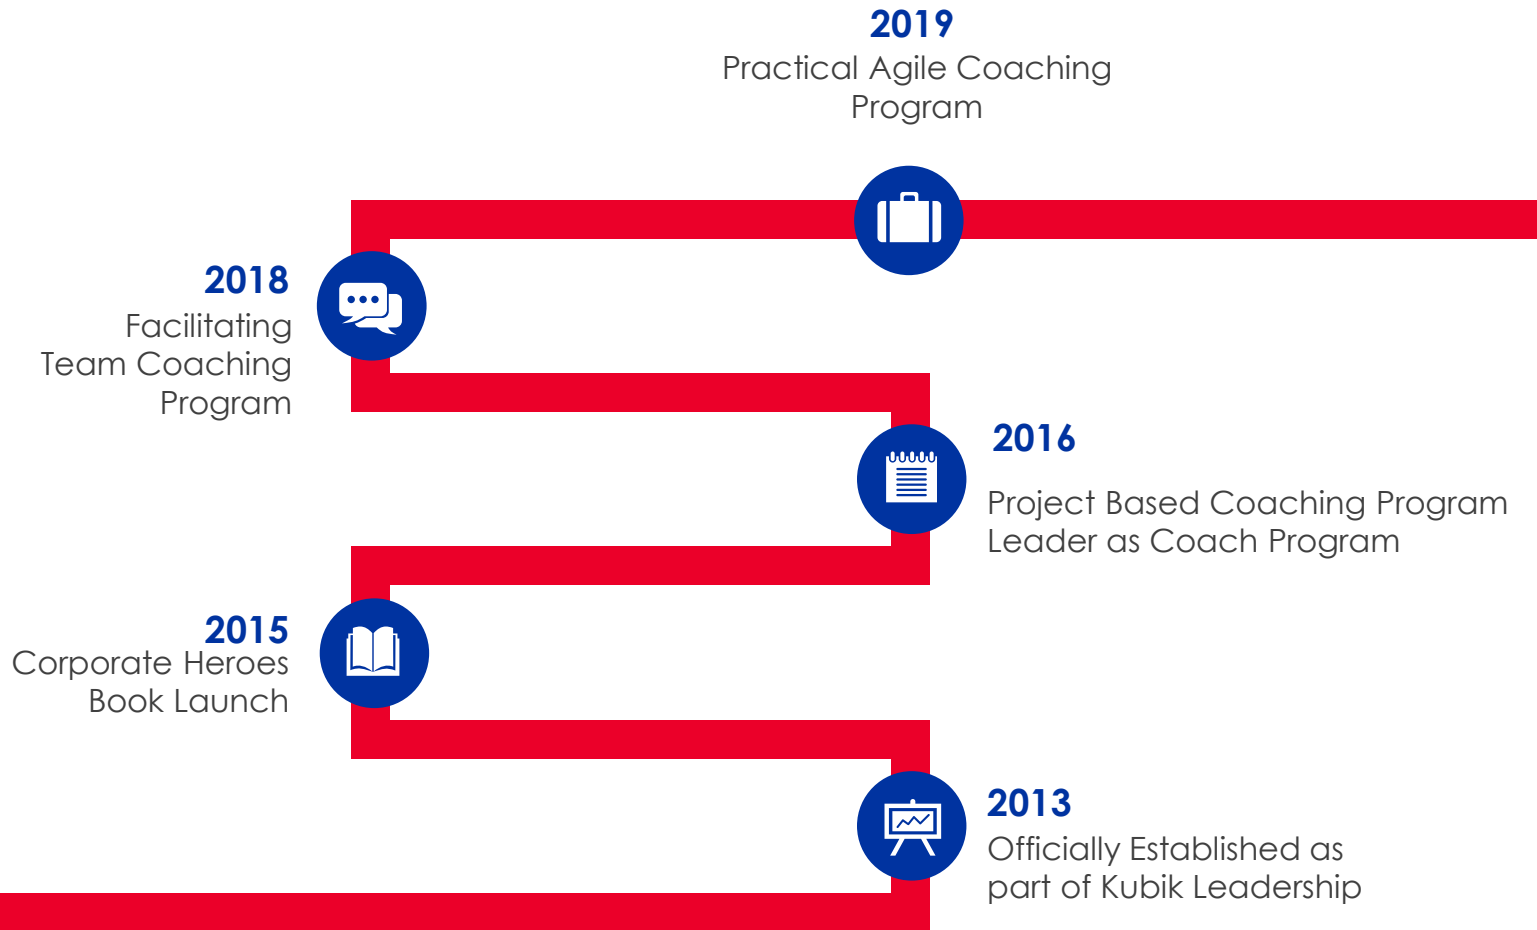 2019
Practical Agile Coaching
Program
2018
Facilitating
Team Coaching
Program
2016
Project Based Coaching Program
Leader as Coach Program
2015
Corporate Heroes
Book Launch
2013
Officially Established as
part of Kubik Leadership